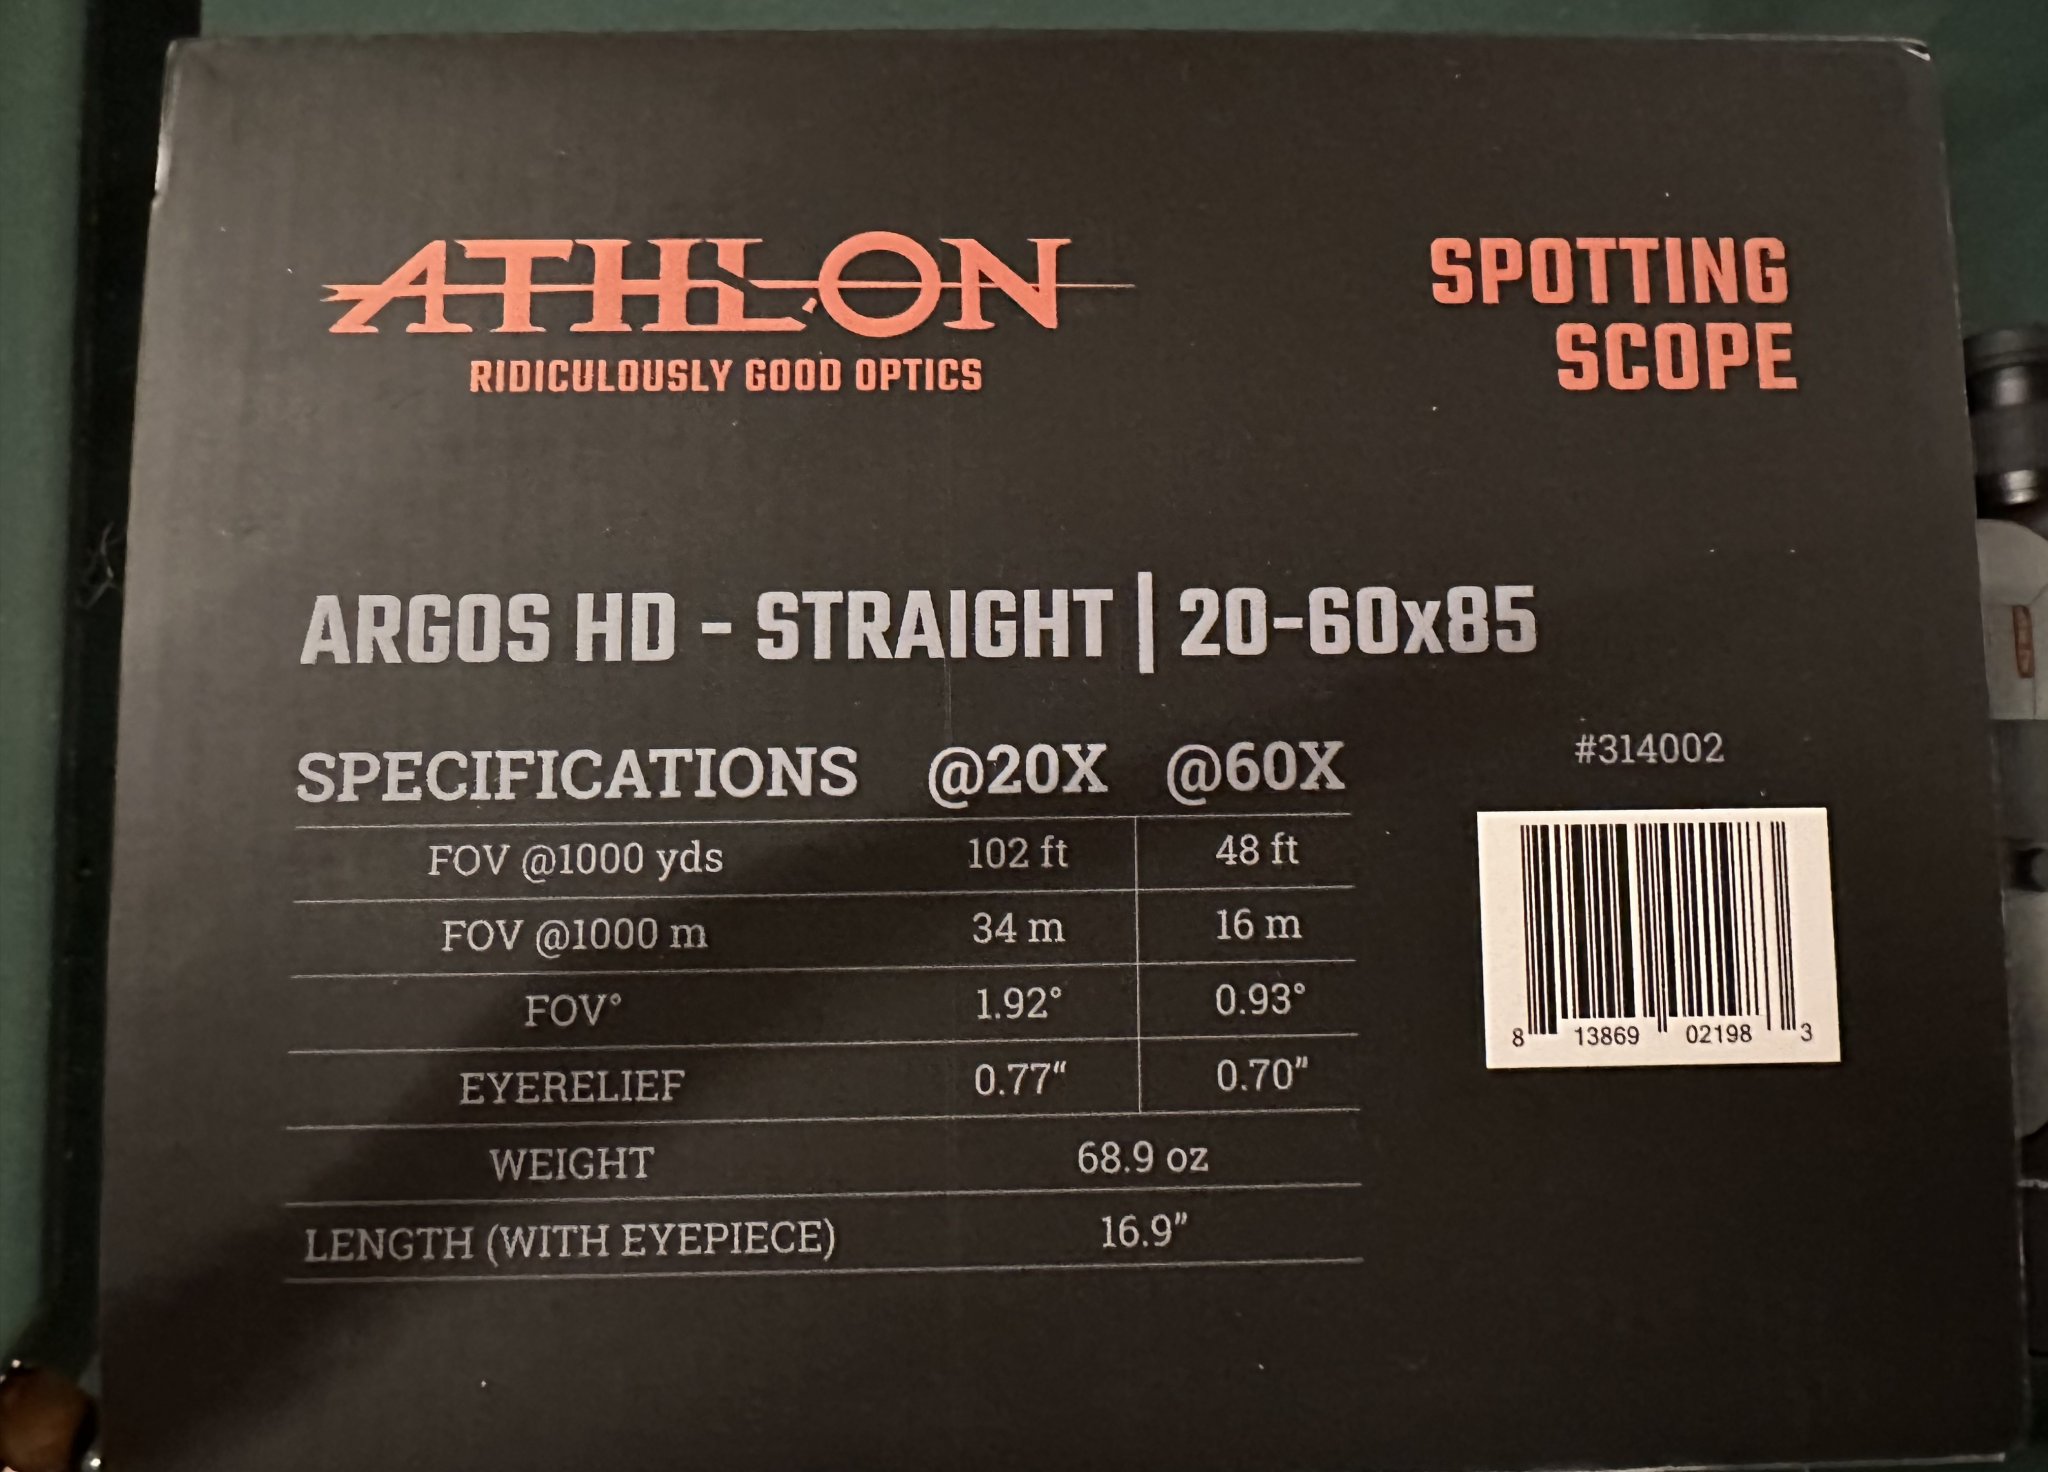 ATHLON
RIDICULOUSLY GOOD OPTICS
SPOTTING
SCOPE
ARGOS HD - STRAIGHT | 20-60x85
SPECIFICATIONS @20X @60X
FOV @1000 yds 102 ft 48 ft
FOV @1000 m 34 m 16 m
FOV° 1.92° 0.93°
EYERELIEF 0.77“ 0.70”
WEIGHT 68.9 oz
LENGTH (WITH EYEPIECE) 16.9”
#314002
8 13869 02198 3